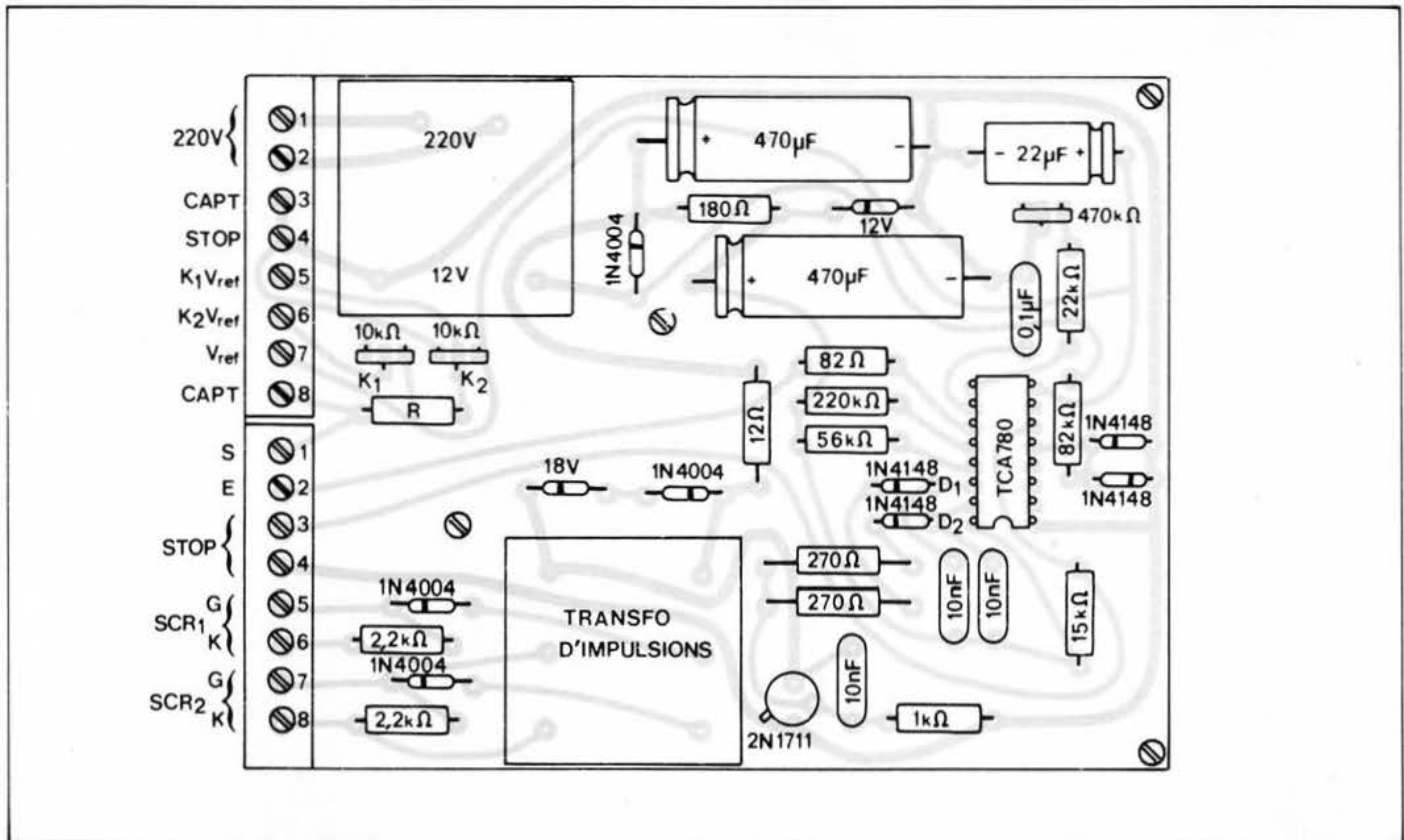 220V
1
2
CAPT
3
STOP
4
K1Vref
5
K2Vref
6
Vref
7
CAPT
8
S
1
E
2
STOP
3
4
SCR1
G
5
K
6
SCR2
G
7
K
8
220V
12V
10kΩ
10kΩ
K1
K2
R
1N4004
+
470µF
-
180Ω
12V
+
470µF
-
- 22µF +
470kΩ
0,1µF
22kΩ
12Ω
82Ω
220kΩ
56kΩ
TCA780
82kΩ
1N4148
1N4148
1N4148
D1
1N4148
D2
18V
1N4004
270Ω
270Ω
10nF
10nF
15kΩ
1N4004
2,2kΩ
1N4004
2,2kΩ
TRANSFO
D'IMPULSIONS
2N1711
10nF
1kΩ